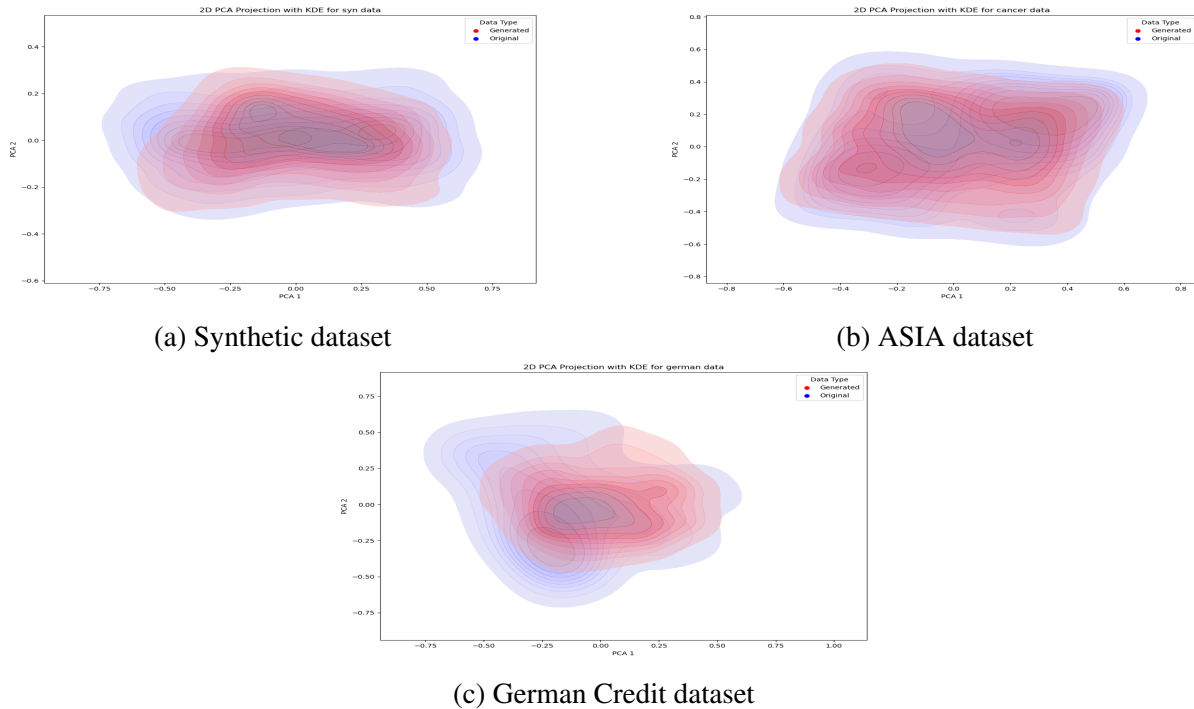 2D PCA Projection with KDE for syn data
Data Type
Generated
Original
0.4
0.2
0.0
−0.2
−0.4
−0.6
PCA 2
−0.75 −0.50 −0.25 0.00 0.25 0.50 0.75
PCA 1
(a) Synthetic dataset
2D PCA Projection with KDE for cancer data
Data Type
Generated
Original
0.8
0.6
0.4
0.2
0.0
−0.2
−0.4
−0.6
−0.8
PCA 2
−0.8 −0.6 −0.4 −0.2 0.0 0.2 0.4 0.6 0.8
PCA 1
(b) ASIA dataset
2D PCA Projection with KDE for german data
Data Type
Generated
Original
0.75
0.50
0.25
0.00
−0.25
−0.50
−0.75
PCA 2
−0.75 −0.50 −0.25 0.00 0.25 0.50 0.75 1.00
PCA 1
(c) German Credit dataset